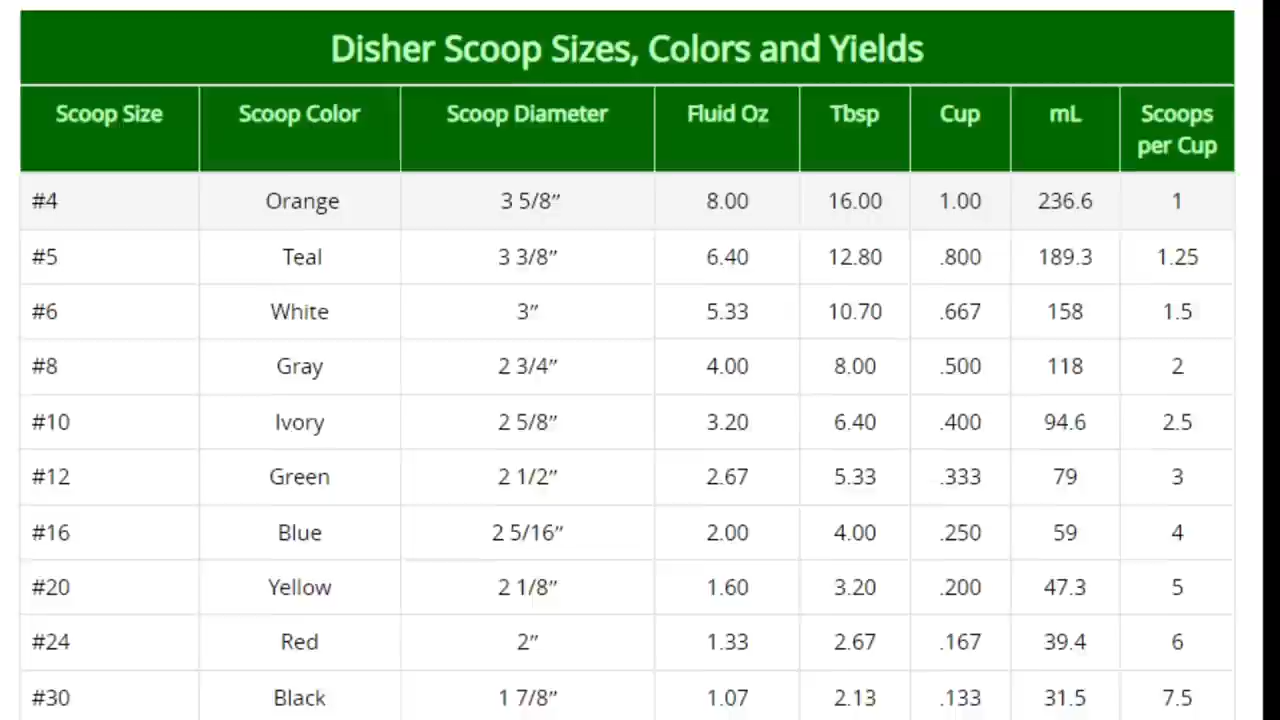 Disher Scoop Sizes, Colors and Yields
Scoop Size Scoop Color Scoop Diameter Fluid Oz Tbsp Cup mL Scoops per Cup
#4 Orange 3 5/8” 8.00 16.00 1.00 236.6 1
#5 Teal 3 3/8” 6.40 12.80 .800 189.3 1.25
#6 White 3” 5.33 10.70 .667 158 1.5
#8 Gray 2 3/4” 4.00 8.00 .500 118 2
#10 Ivory 2 5/8” 3.20 6.40 .400 94.6 2.5
#12 Green 2 1/2” 2.67 5.33 .333 79 3
#16 Blue 2 5/16” 2.00 4.00 .250 59 4
#20 Yellow 2 1/8” 1.60 3.20 .200 47.3 5
#24 Red 2” 1.33 2.67 .167 39.4 6
#30 Black 1 7/8” 1.07 2.13 .133 31.5 7.5